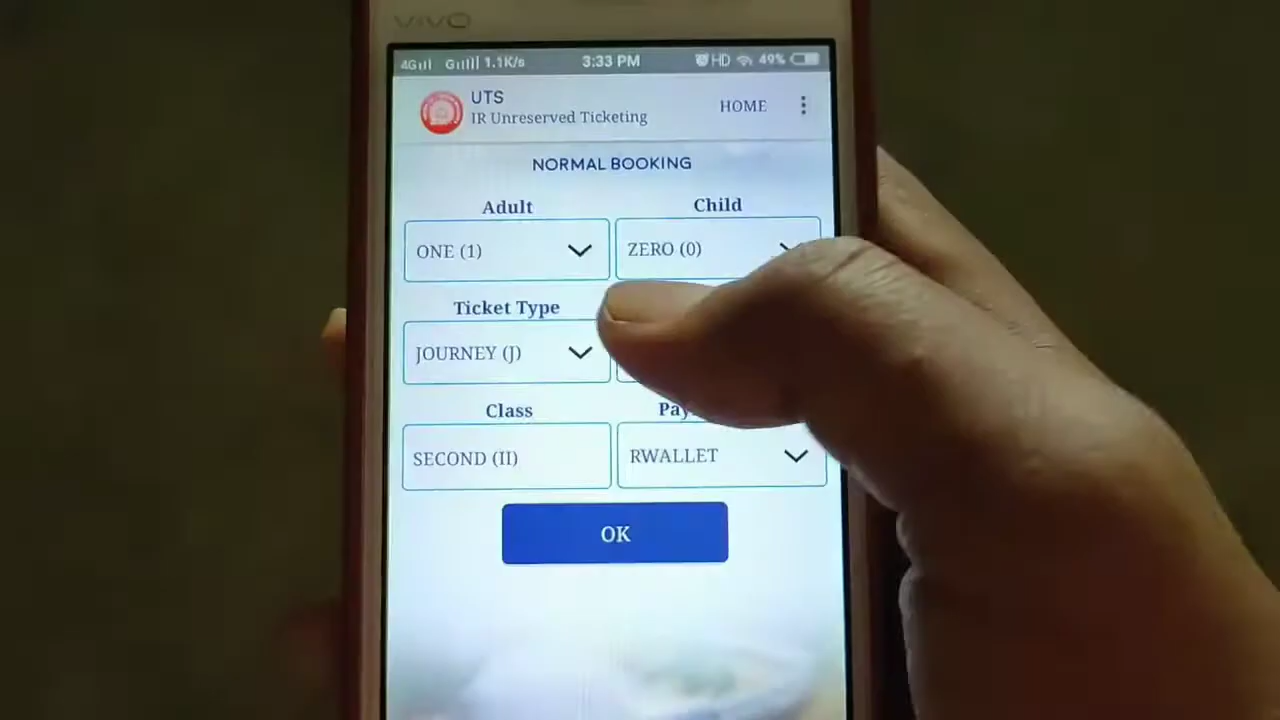 VIVO
4G 1.1K/s 3:33 PM HD 49%
UTS
IR Unreserved Ticketing
HOME
NORMAL BOOKING
Adult Child
ONE (1) ZERO (0)
Ticket Type
JOURNEY (J)
Class
SECOND (II) RWALLET
OK